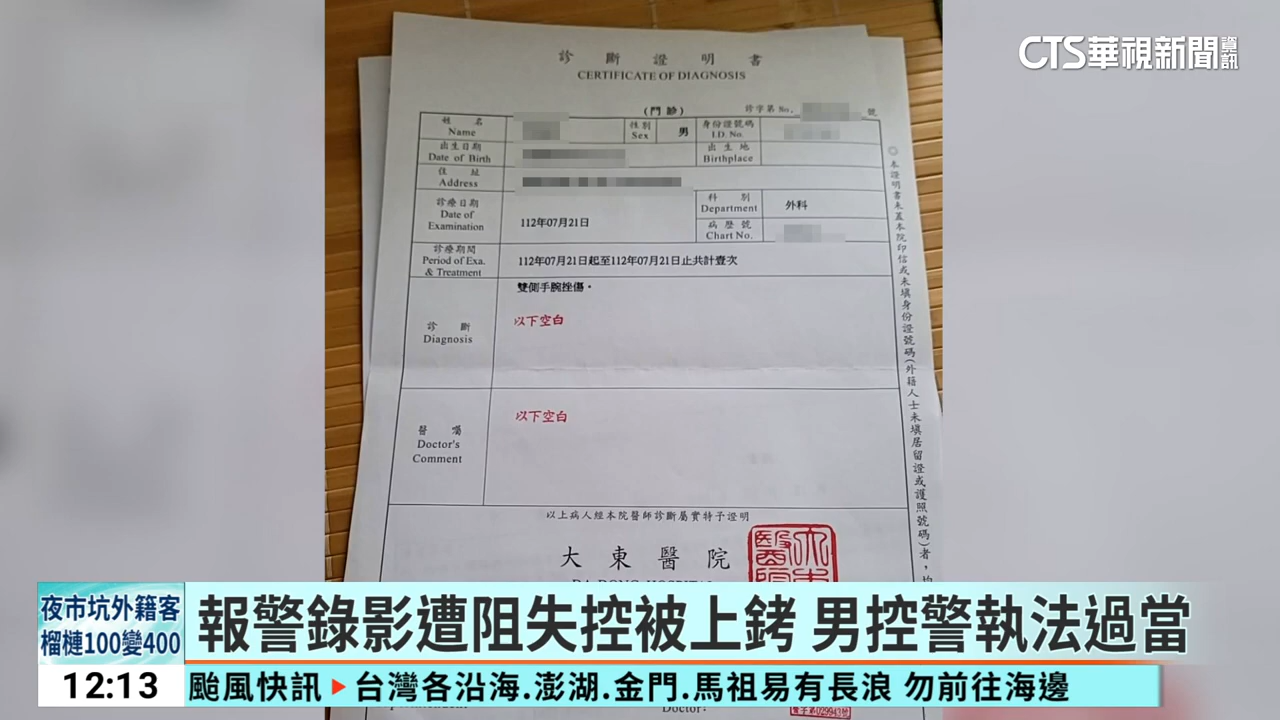 CTS華視新聞資訊
診斷證明書
CERTIFICATE OF DIAGNOSIS
(門診)
診字第 No. 號
姓名
Name
性別
Sex
男
身份證號碼
I.D. No.
出生日期
Date of Birth
出生地
Birthplace
住址
Address
診療日期
Date of
Examination
112年07月21日
科別
Department
外科
病歷號
Chart No.
診療期間
Period of Exa.
& Treatment
112年07月21日起至112年07月21日止共計壹次
診斷
Diagnosis
雙側手腕挫傷。
以下空白
醫囑
Doctor's
Comment
以下空白
◎本證明書未蓋本院印信或未填身份證號碼(外籍人士未填居留證或護照號碼)者,均
以上病人經本院醫師診斷屬實特予證明
大東醫院
夜市坑外籍客
榴槤100變400
報警錄影遭阻失控被上銬 男控警執法過當
12:13
颱風快訊 台灣各沿海.澎湖.金門.馬祖易有長浪 勿前往海邊
Doctor: